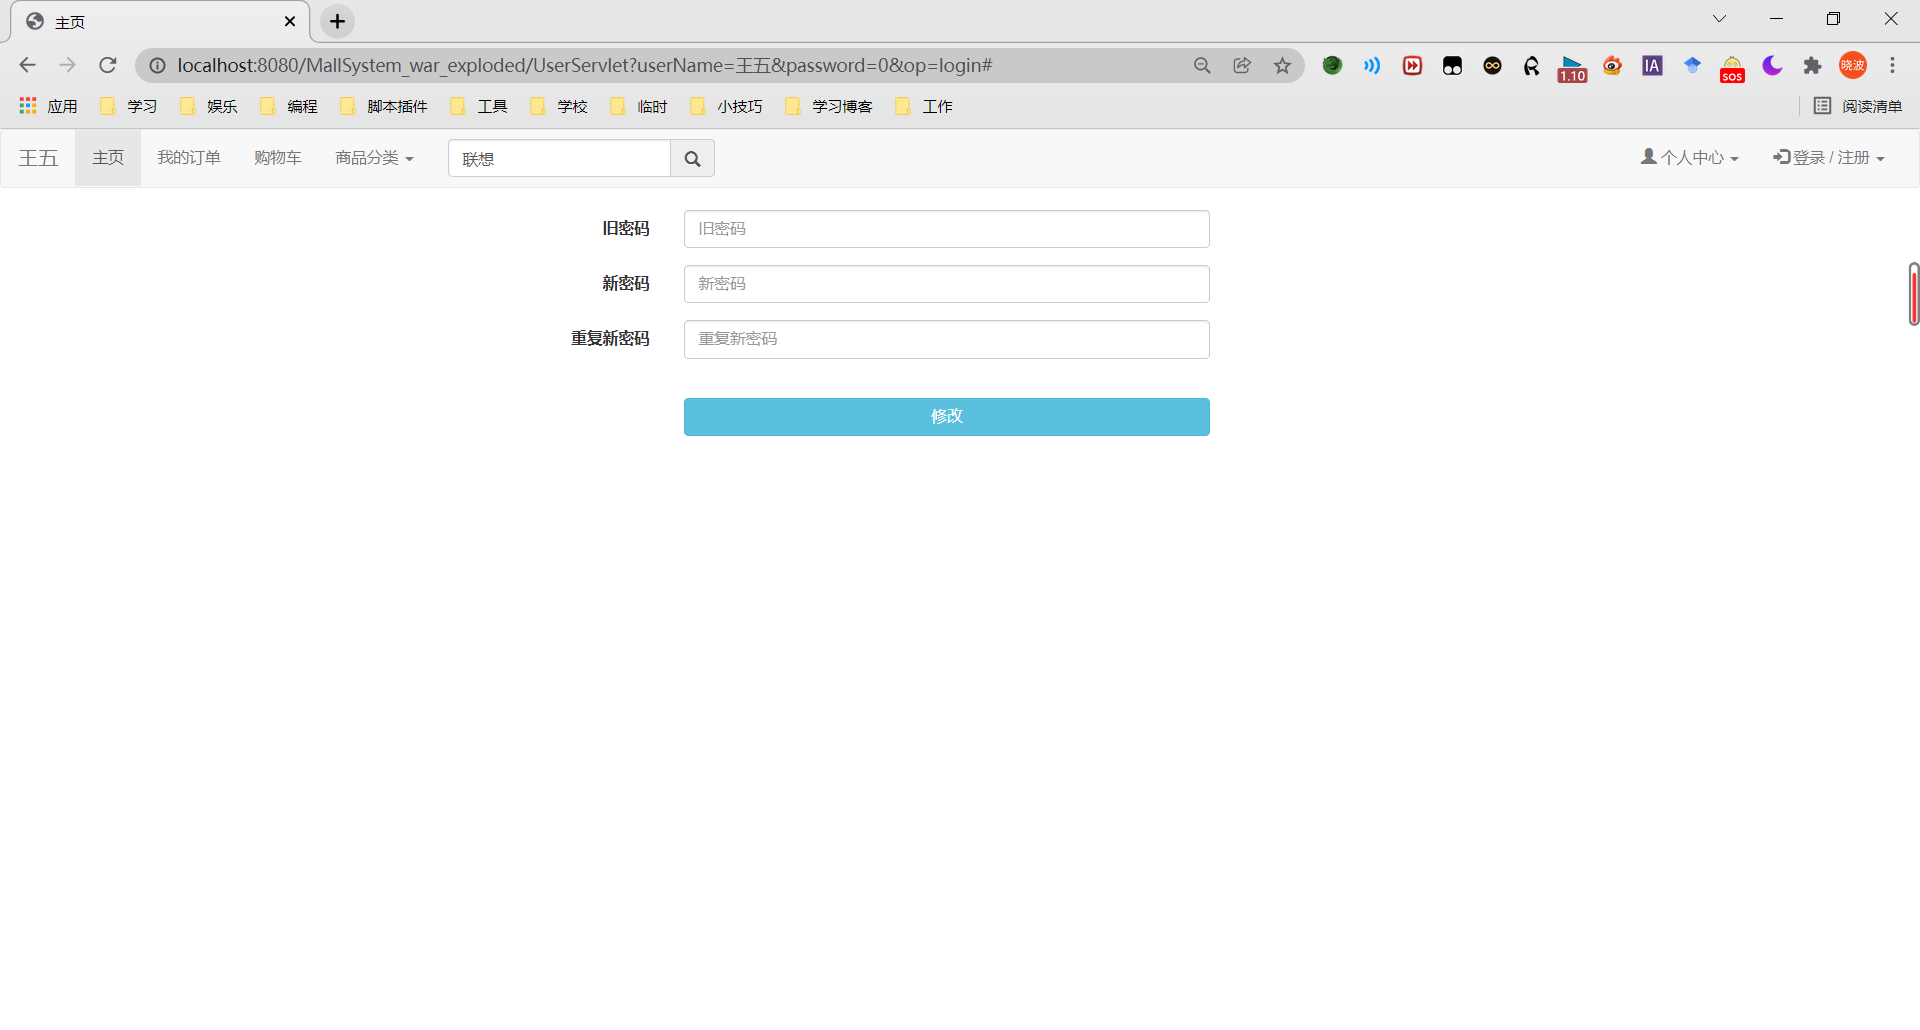 主页
localhost:8080/MallSystem_war_exploded/UserServlet?userName=王五&password=0&op=login#
1.10
IA
sos
晓波
应用 学习 娱乐 编程 脚本插件 工具 学校 临时 小技巧 学习博客 工作 阅读清单
王五 主页 我的订单 购物车 商品分类 联想 个人中心 登录 / 注册
旧密码 旧密码
新密码 新密码
重复新密码 重复新密码
修改